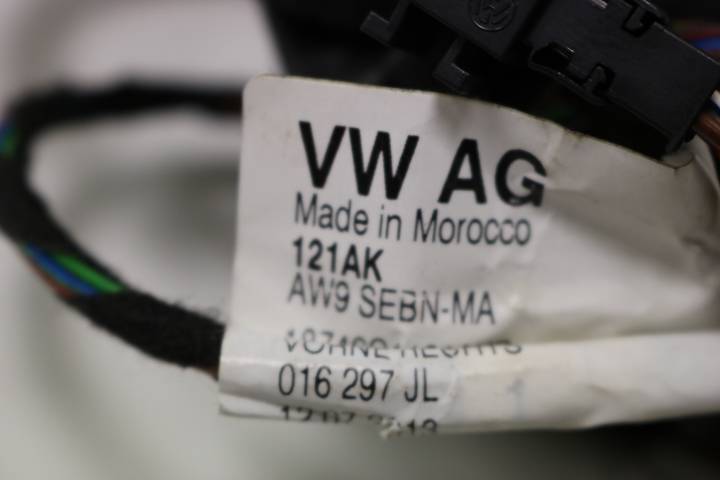 VW AG
Made in Morocco
121AK
AW9 SEBN-MA
016 297 JL